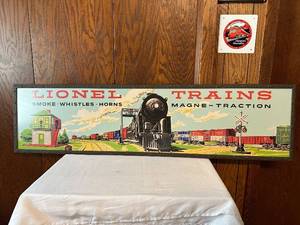 LIONEL TRAINS
SMOKE-WHISTLES-HORNS MAGNE-TRACTION